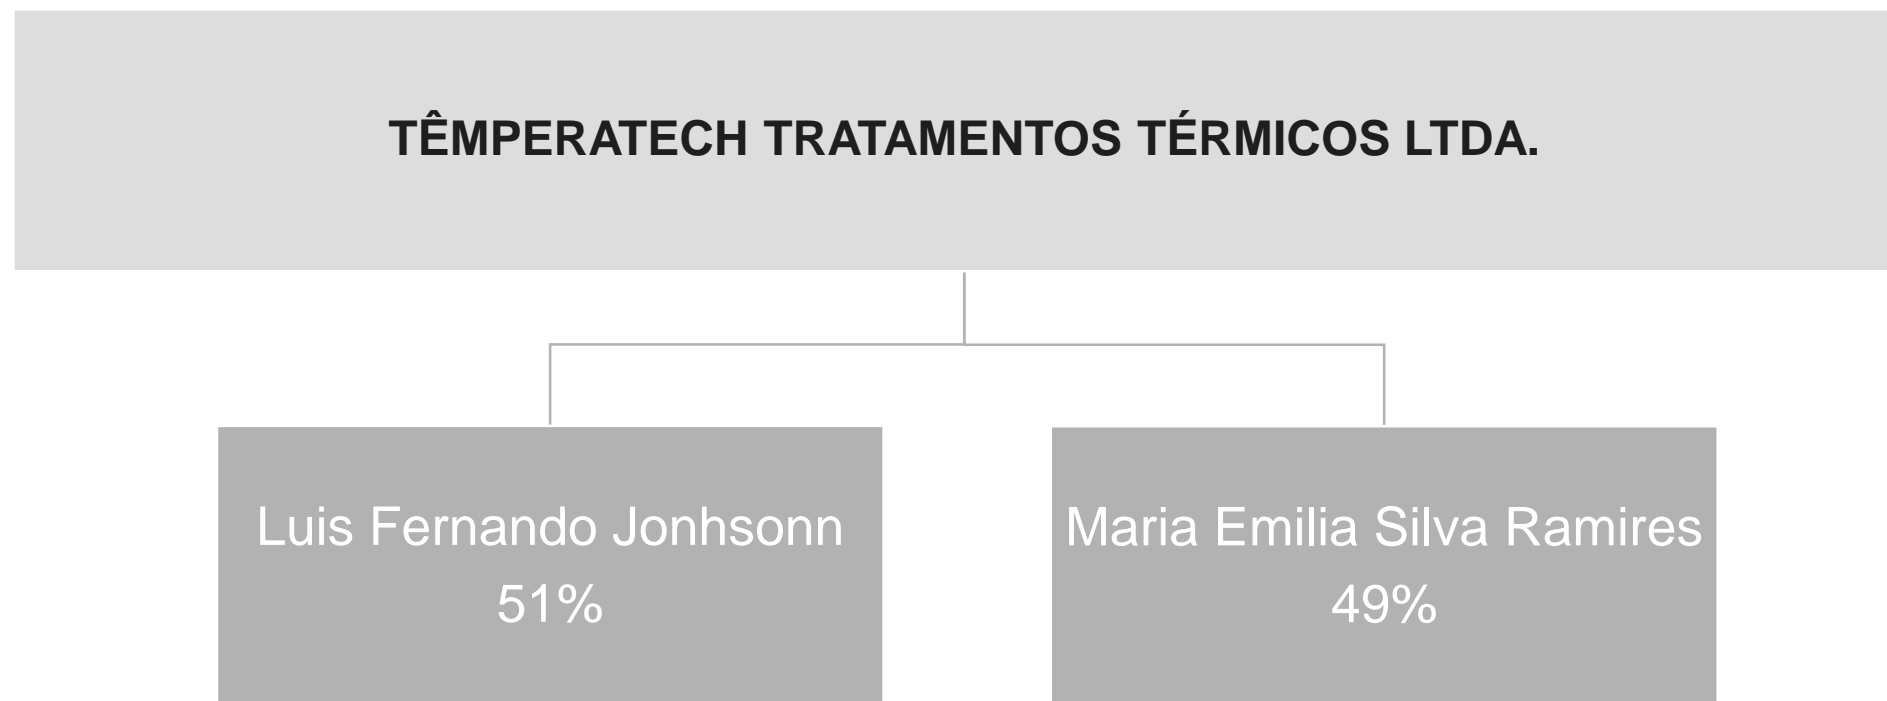 TÊMPERATECH TRATAMENTOS TÉRMICOS LTDA.
Luis Fernando Jonhsonn
51%
Maria Emilia Silva Ramires
49%